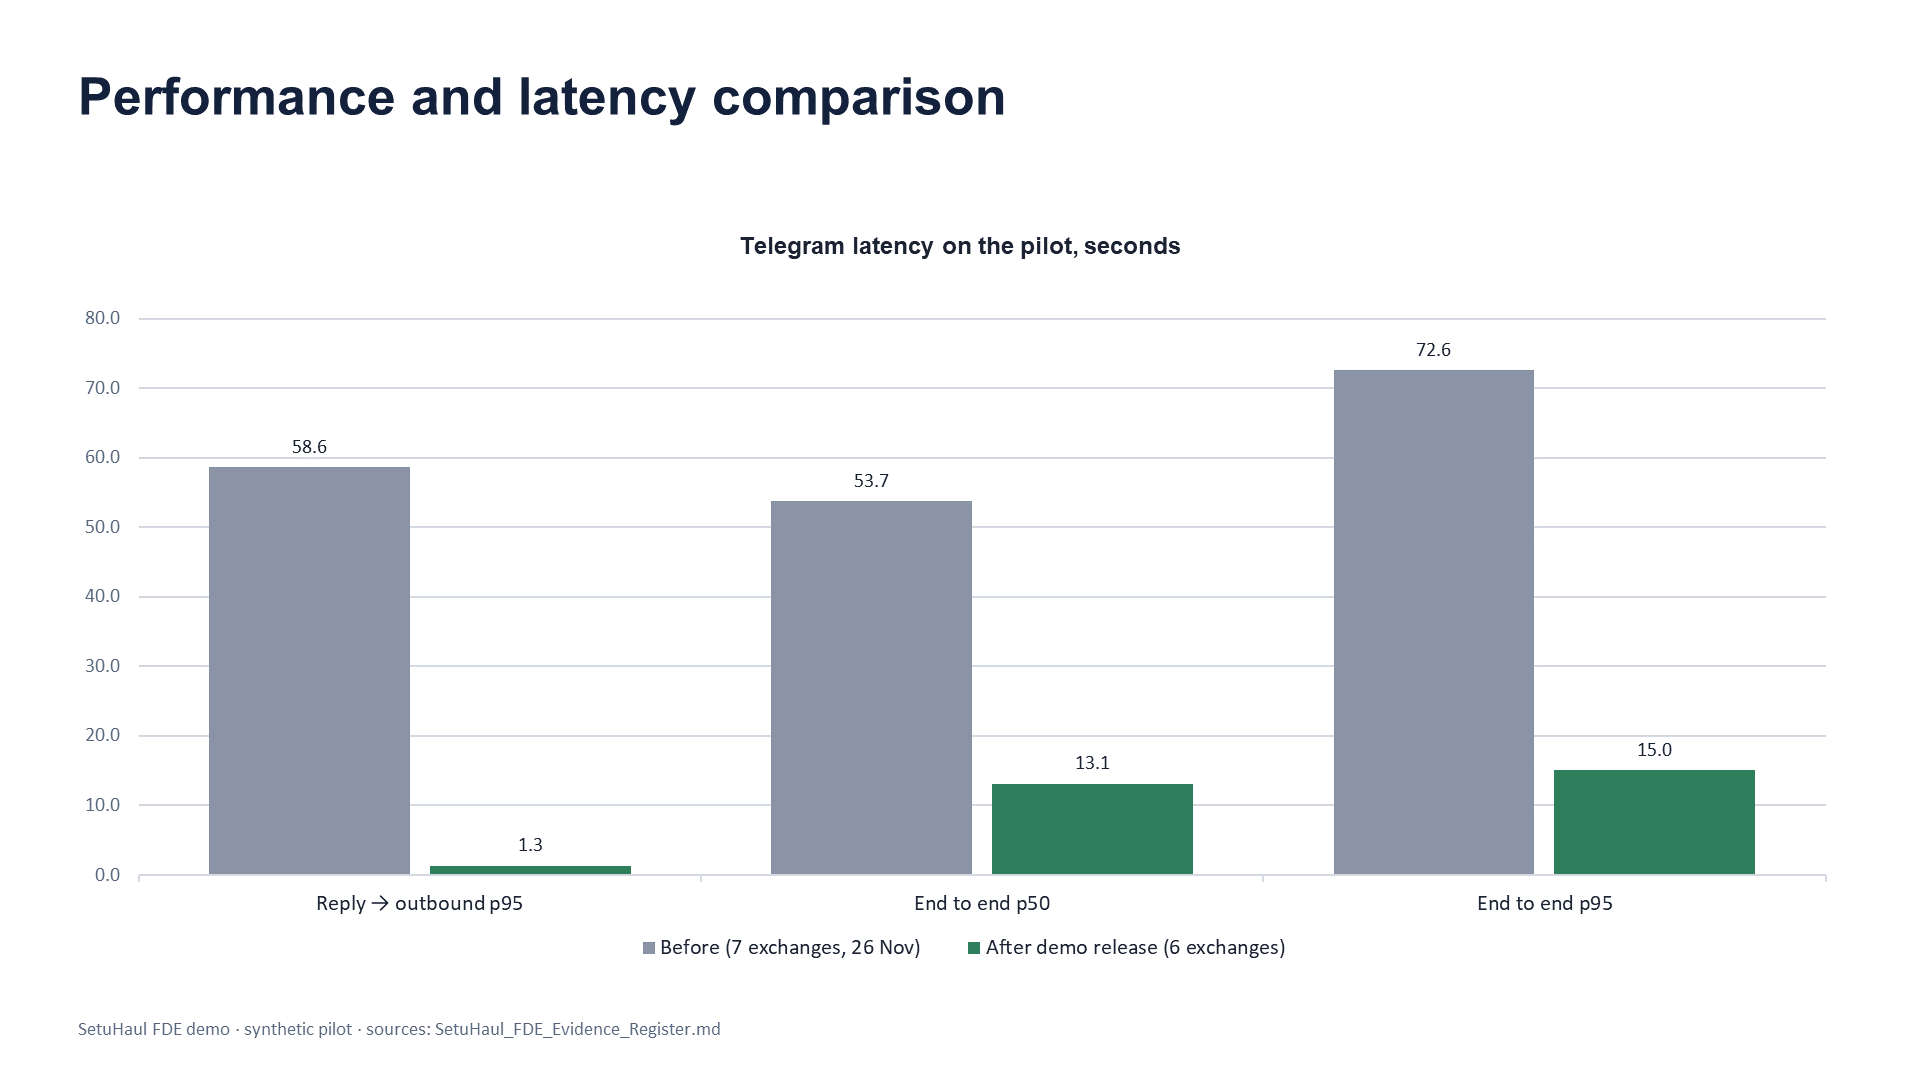 Performance and latency comparison
Telegram latency on the pilot, seconds
80.0
70.0
60.0
50.0
40.0
30.0
20.0
10.0
0.0
58.6
1.3
53.7
13.1
72.6
15.0
Reply → outbound p95
End to end p50
End to end p95
Before (7 exchanges, 26 Nov)
After demo release (6 exchanges)
SetuHaul FDE demo · synthetic pilot · sources: SetuHaul_FDE_Evidence_Register.md